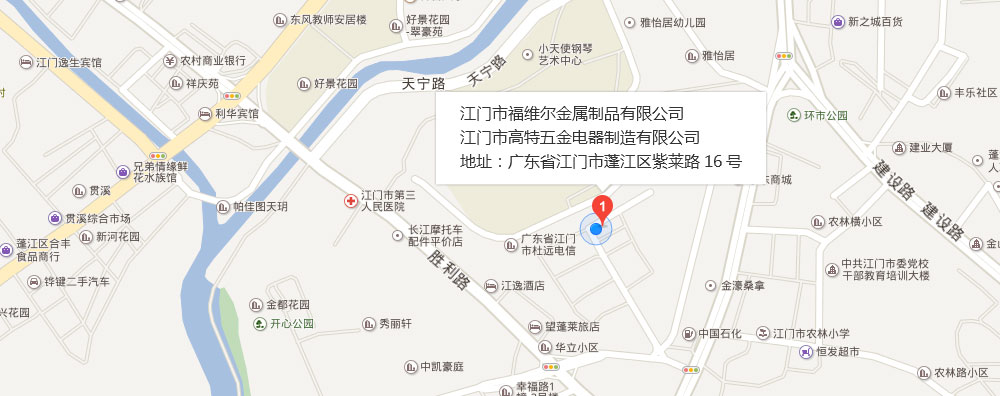 东风教师安居楼
好景花园
-翠豪苑
雅怡居幼儿园
新之城百货
江门逸生宾馆
农村商业银行
祥庆苑
好景花园
天宁路
天宁路
小天使钢琴
艺术中心
雅怡居
丰乐社区
利华宾馆
江门市福维尔金属制品有限公司
江门市高特五金电器制造有限公司
地址：广东省江门市蓬江区紫莱路 16 号
环市公园
建业大厦
兄弟情缘鲜
花水族馆
贯溪
江门市第三
人民医院
东商城
建设路
建设路
贯溪综合市场
帕佳图天玥
1
农林横小区
蓬江区合丰
食品商行
新河花园
长江摩托车
配件平价店
广东省江门
市杜远电信
胜利路
中共江门市委党校
干部教育培训大楼
铧键二手汽车
江逸酒店
金濠桑拿
兴花园
金都花园
开心公园
秀丽轩
望蓬莱旅店
华立小区
中国石化
江门市农林小学
恒发超市
中凯豪庭
农林路小区
幸福路1